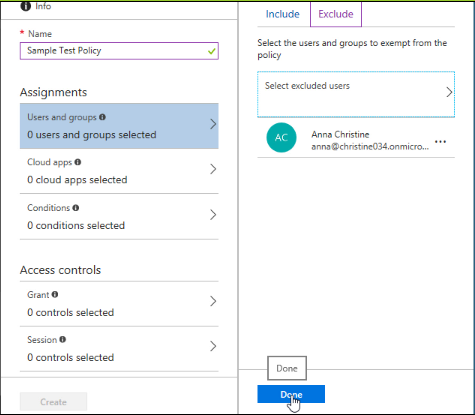 Info
* Name
Sample Test Policy
Assignments
Users and groups
0 users and groups selected
Cloud apps
0 cloud apps selected
Conditions
0 conditions selected
Access controls
Grant
0 controls selected
Session
0 controls selected
Create
Include
Exclude
Select the users and groups to exempt from the
policy
Select excluded users
AC
Anna Christine
anna@christine034.onmicro...
Done
Done